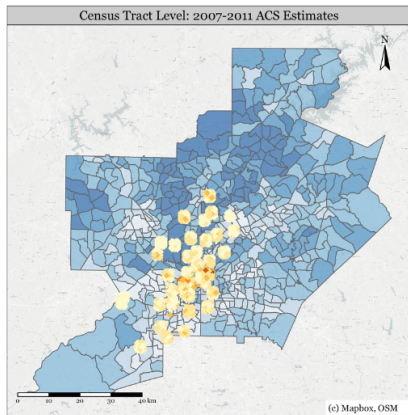 Census Tract Level: 2007-2011 ACS Estimates
N
0 10 20 30 40 km
(c) Mapbox, OSM